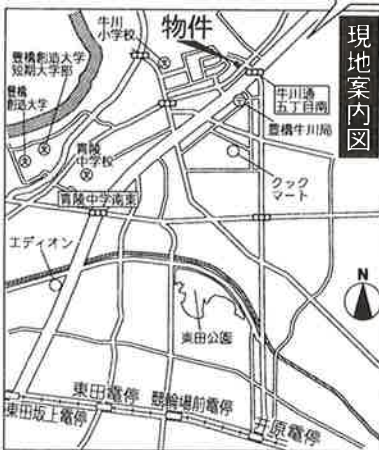 現地案内図
物件
牛川
小学校
牛川通
五丁目南
豊橋牛川局
豊橋創造大学
短期大学部
豊橋
創造大学
青陵
中学校
青陵中学南東
クック
マート
エディオン
N
東田公園
東田電停
東田坂上電停
競輪場前電停
井原電停